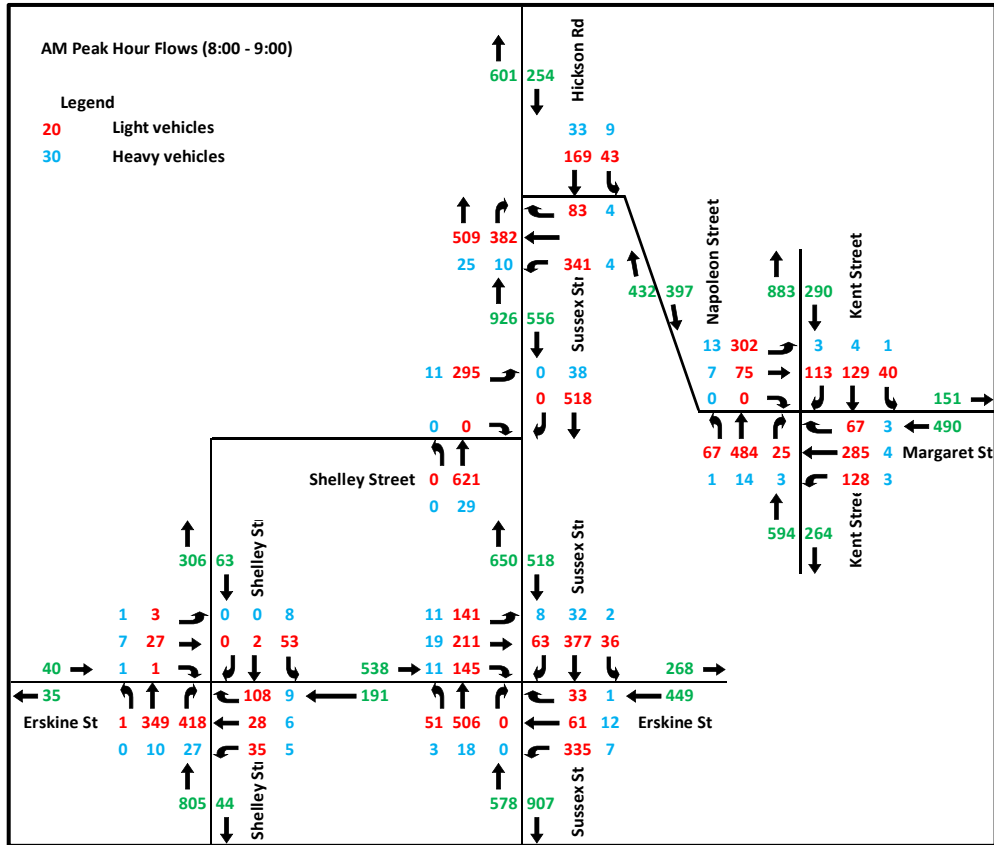 AM Peak Hour Flows (8:00 - 9:00)
Legend
20 Light vehicles
30 Heavy vehicles
601 254
Hickson Rd
33 9
169 43
83 4
509 382
25 10 341 4
926 556
Sussex Str
432 397
Napoleon Street
883 290
Kent Street
13 302 3 4 1
7 75 113 129 40
0 0
151
67 3 490
67 484 25 285 4 Margaret St
1 14 3 128 3
594 264
Kent Stree
11 295 0 38
0 518
0 0
Shelley Street 0 621
0 29
306 63
Shelley Str
650 518
Sussex Str
1 3 0 0 8 11 141 8 32 2
7 27 0 2 53 19 211 63 377 36
40 1 1 538 11 145 268
35 108 9 191 33 1 449
Erskine St 1 349 418 28 6 51 506 0 61 12 Erskine St
0 10 27 35 5 3 18 0 335 7
805 44
Shelley Str
578 907
Sussex St